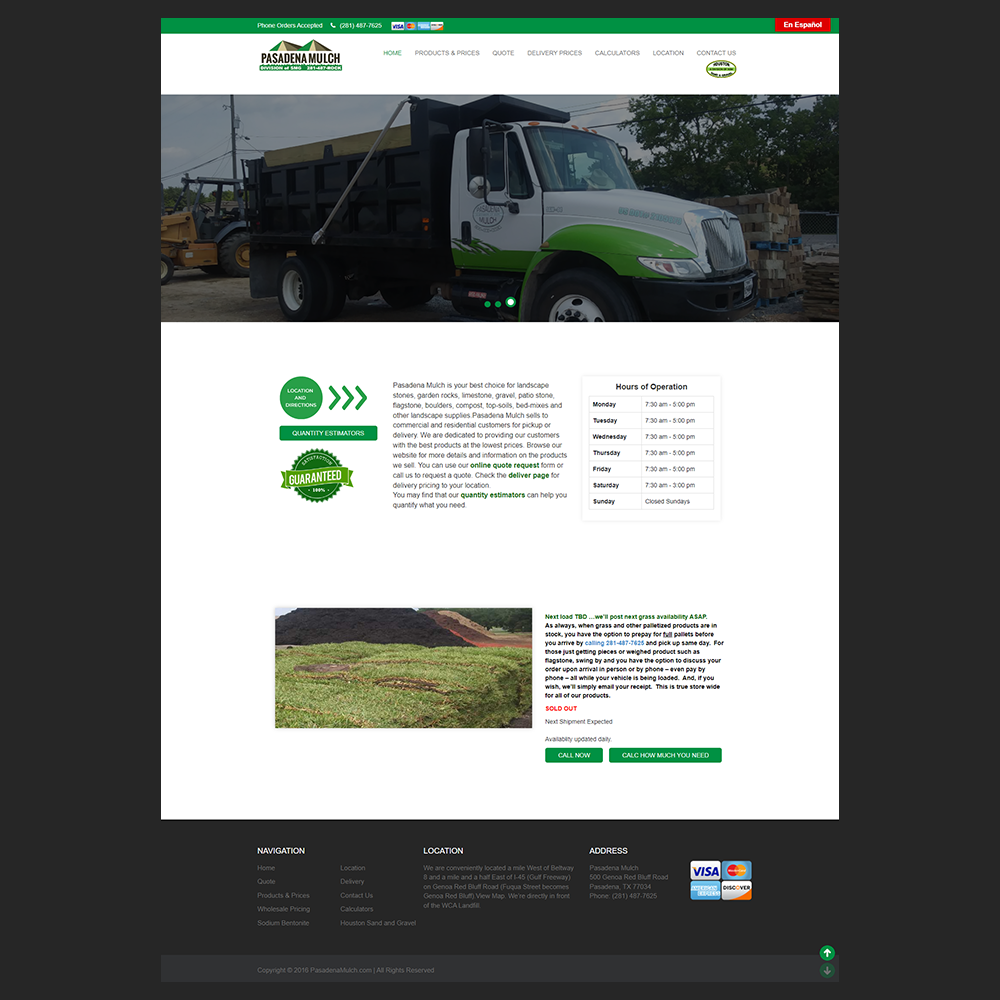 Phone Orders Accepted (281) 487-7625 VISA
En Español
PASADENA MULCH
DIVISION of SMG 281-487-ROCK
HOME PRODUCTS & PRICES QUOTE DELIVERY PRICES CALCULATORS LOCATION CONTACT US
PASADENA
MULCH
LOCATION
AND
DIRECTIONS
QUANTITY ESTIMATORS
SATISFACTION
GUARANTEED
100%
Pasadena Mulch is your best choice for landscape
stones, garden rocks, limestone, gravel, patio stone,
flagstone, boulders, compost, top-soils, bed-mixes and
other landscape supplies.Pasadena Mulch sells to
commercial and residential customers for pickup or
delivery. We are dedicated to providing our customers
with the best products at the lowest prices. Browse our
website for more details and information on the products
we sell. You can use our online quote request form or
call us to request a quote. Check the deliver page for
delivery pricing to your location.
You may find that our quantity estimators can help you
quantify what you need.
Hours of Operation
Monday 7:30 am - 5:00 pm
Tuesday 7:30 am - 5:00 pm
Wednesday 7:30 am - 5:00 pm
Thursday 7:30 am - 5:00 pm
Friday 7:30 am - 5:00 pm
Saturday 7:30 am - 3:00 pm
Sunday Closed Sundays
Next load TBD …we'll post next grass availability ASAP.
As always, when grass and other palletized products are in
stock, you have the option to prepay for full pallets before
you arrive by calling 281-487-7625 and pick up same day. For
those just getting pieces or weighed product such as
flagstone, swing by and you have the option to discuss your
order upon arrival in person or by phone – even pay by
phone – all while your vehicle is being loaded. And, if you
wish, we'll simply email your receipt. This is true store wide
for all of our products.
SOLD OUT
Next Shipment Expected
Availablity updated daily.
CALL NOW CALC HOW MUCH YOU NEED
NAVIGATION
Home Location
Quote Delivery
Products & Prices Contact Us
Wholesale Pricing Calculators
Sodium Bentonite Houston Sand and Gravel
LOCATION
We are conveniently located a mile West of Beltway
8 and a mile and a half East of I-45 (Gulf Freeway)
on Genoa Red Bluff Road (Fuqua Street becomes
Genoa Red Bluff) View Map. We're directly in front
of the WCA Landfill.
ADDRESS
Pasadena Mulch
500 Genoa Red Bluff Road
Pasadena, TX 77034
Phone: (281) 487-7625
VISA MasterCard
AMERICAN EXPRESS DISCOVER
Copyright © 2019 PasadenaMulch.com | All Rights Reserved